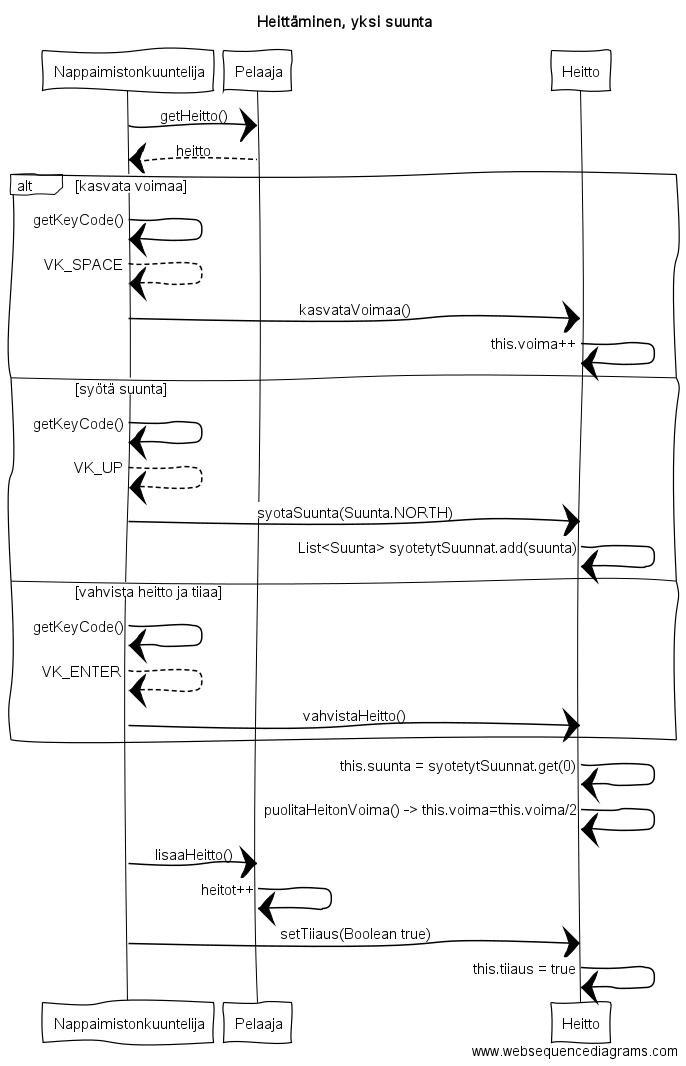 Heittäminen, yksi suunta
Nappaimistonkuuntelija
Pelaaja
Heitto
getHeitto()
heitto
alt
[kasvata voimaa]
getKeyCode()
VK_SPACE
kasvataVoimaa()
this.voima++
[syötä suunta]
getKeyCode()
VK_UP
syotaSuunta(Suunta.NORTH)
List<Suunta> syotetytSuunnat.add(suunta)
[vahvista heitto ja tiiaa]
getKeyCode()
VK_ENTER
vahvistaHeitto()
this.suunta = syotetytSuunnat.get(0)
puolitaHeitonVoima() -> this.voima=this.voima/2
lisaaHeitto()
heitot++
setTiiaus(Boolean true)
this.tiiaus = true
Nappaimistonkuuntelija
Pelaaja
Heitto
www.websequencediagrams.com